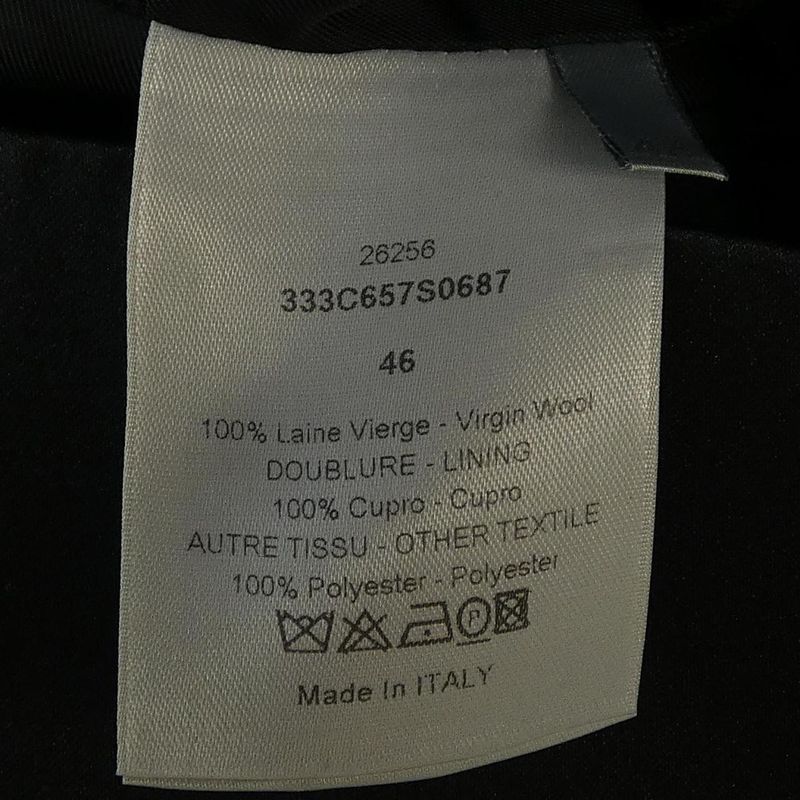 26256
333C657S0687
46
100% Laine Vierge - Virgin Wool
DOUBLURE - LINING
100% Cupro - Cupro
AUTRE TISSU - OTHER TEXTILE
100% Polyester - Polyester
P
Made In ITALY